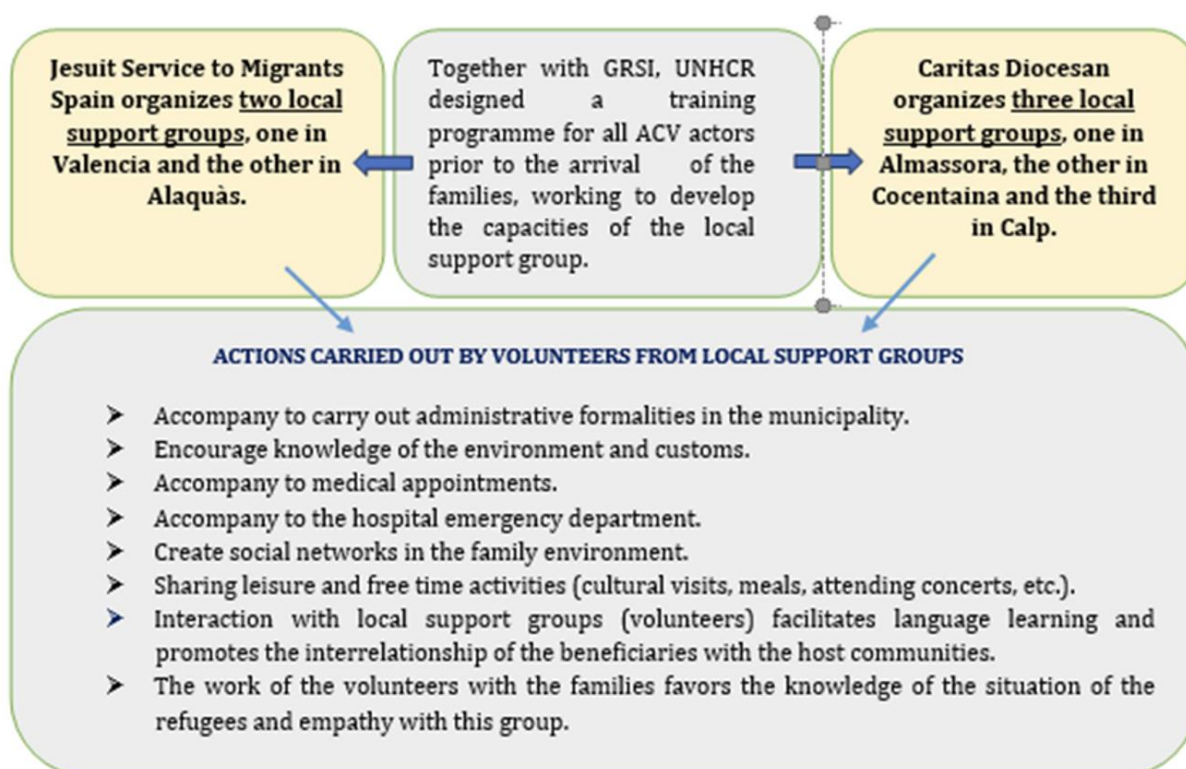 Jesuit Service to Migrants
Spain organizes two local
support groups, one in
Valencia and the other in
Alaquàs.
Together with GRSI, UNHCR
designed a training
programme for all ACV actors
prior to the arrival of the
families, working to develop
the capacities of the local
support group.
Caritas Diocesan
organizes three local
support groups, one in
Almassora, the other in
Cocentaina and the third
in Calp.
ACTIONS CARRIED OUT BY VOLUNTEERS FROM LOCAL SUPPORT GROUPS
➢ Accompany to carry out administrative formalities in the municipality.
➢ Encourage knowledge of the environment and customs.
➢ Accompany to medical appointments.
➢ Accompany to the hospital emergency department.
➢ Create social networks in the family environment.
➢ Sharing leisure and free time activities (cultural visits, meals, attending concerts, etc.).
➢ Interaction with local support groups (volunteers) facilitates language learning and
promotes the interrelationship of the beneficiaries with the host communities.
➢ The work of the volunteers with the families favors the knowledge of the situation of the
refugees and empathy with this group.